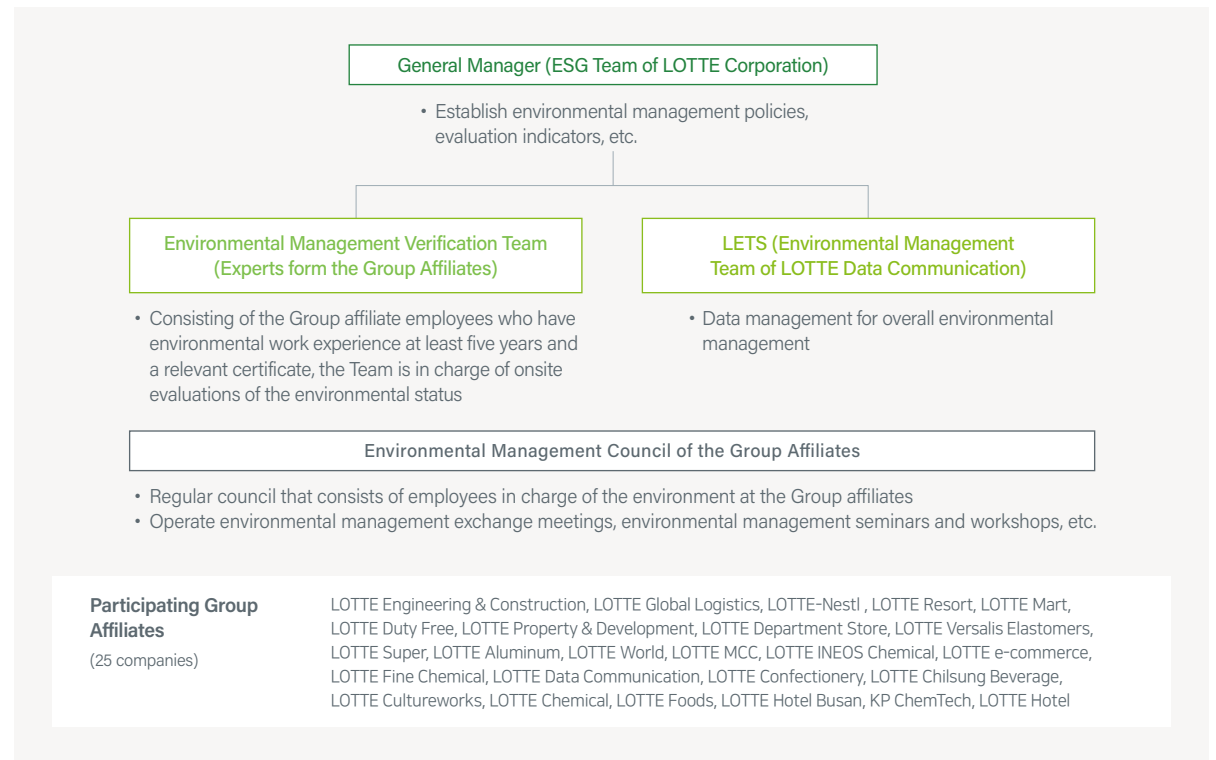 General Manager (ESG Team of LOTTE Corporation)
• Establish environmental management policies,
evaluation indicators, etc.
Environmental Management Verification Team
(Experts form the Group Affiliates)
LETS (Environmental Management
Team of LOTTE Data Communication)
• Consisting of the Group affiliate employees who have
environmental work experience at least five years and
a relevant certificate, the Team is in charge of onsite
evaluations of the environmental status
• Data management for overall environmental
management
Environmental Management Council of the Group Affiliates
• Regular council that consists of employees in charge of the environment at the Group affiliates
• Operate environmental management exchange meetings, environmental management seminars and workshops, etc.
Participating Group
Affiliates
(25 companies)
LOTTE Engineering & Construction, LOTTE Global Logistics, LOTTE-Nestl , LOTTE Resort, LOTTE Mart,
LOTTE Duty Free, LOTTE Property & Development, LOTTE Department Store, LOTTE Versalis Elastomers,
LOTTE Super, LOTTE Aluminum, LOTTE World, LOTTE MCC, LOTTE INEOS Chemical, LOTTE e-commerce,
LOTTE Fine Chemical, LOTTE Data Communication, LOTTE Confectionery, LOTTE Chilsung Beverage,
LOTTE Cultureworks, LOTTE Chemical, LOTTE Foods, LOTTE Hotel Busan, KP ChemTech, LOTTE Hotel